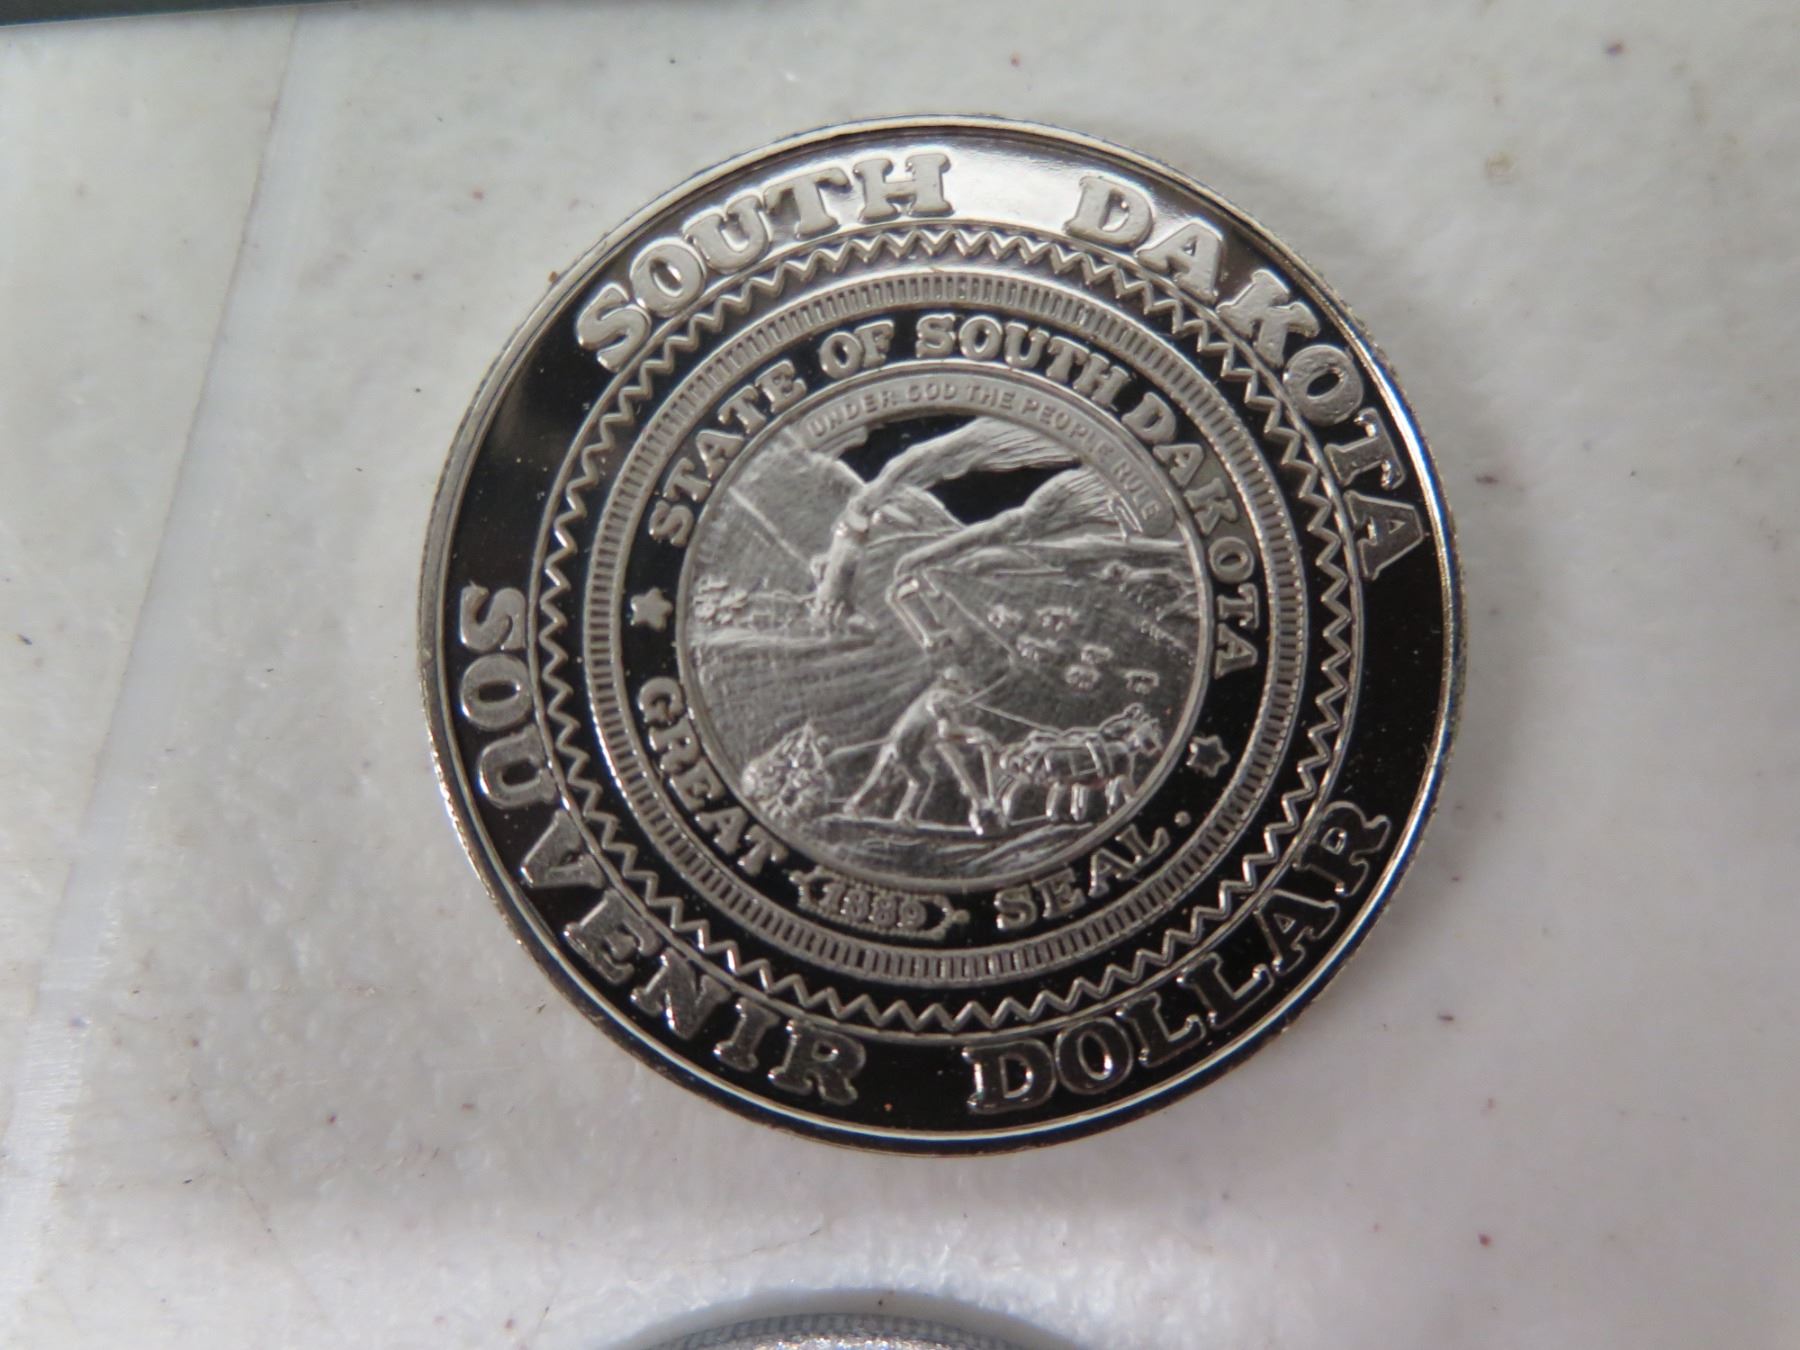 SOUTH DAKOTA
SOUVENIR DOLLAR
STATE OF SOUTH DAKOTA
GREAT 1889 SEAL.
UNDER GOD THE PEOPLE RULE